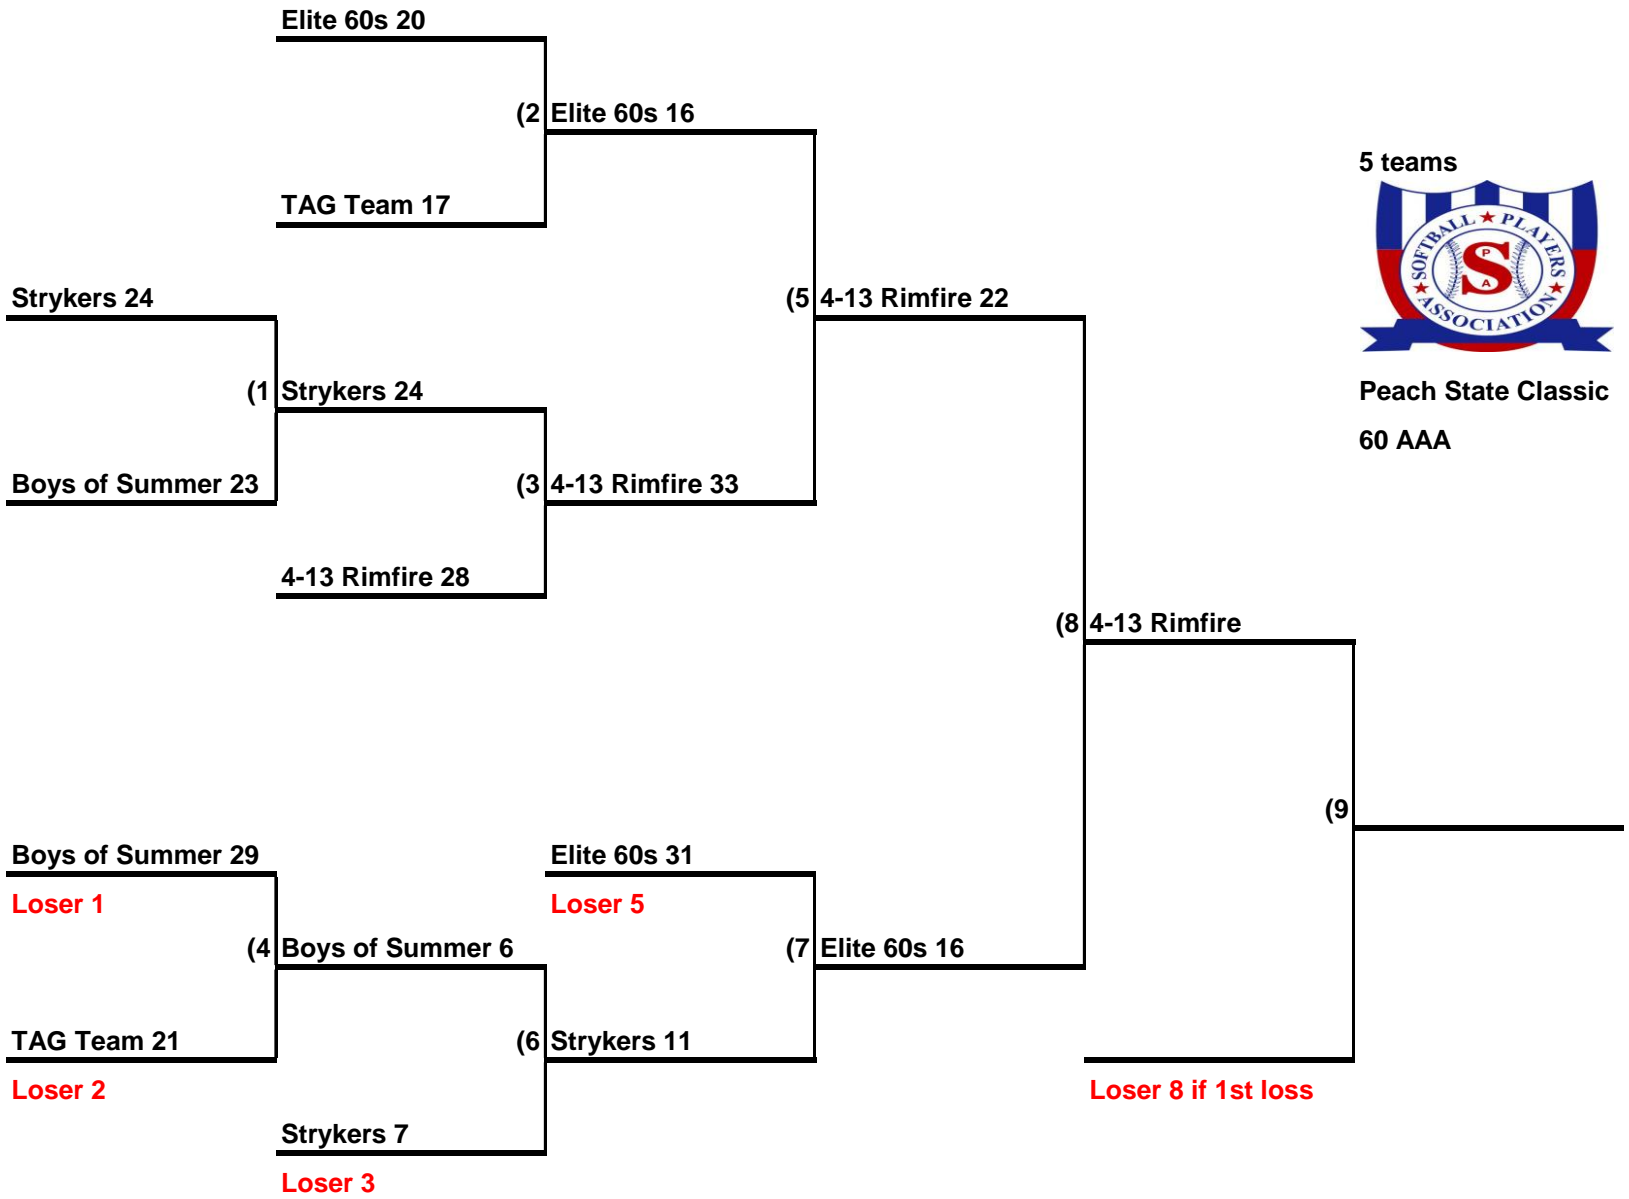 Elite 60s 20
(2 Elite 60s 16
TAG Team 17
5 teams
SOFTBALL ★ PLAYERS ★ ASSOCIATION ★
P
S
A
Strykers 24
(5 4-13 Rimfire 22
(1 Strykers 24
Peach State Classic
60 AAA
Boys of Summer 23
(3 4-13 Rimfire 33
4-13 Rimfire 28
(8 4-13 Rimfire
(9
Boys of Summer 29
Elite 60s 31
Loser 1
Loser 5
(4 Boys of Summer 6
(7 Elite 60s 16
TAG Team 21
(6 Strykers 11
Loser 2
Loser 8 if 1st loss
Strykers 7
Loser 3